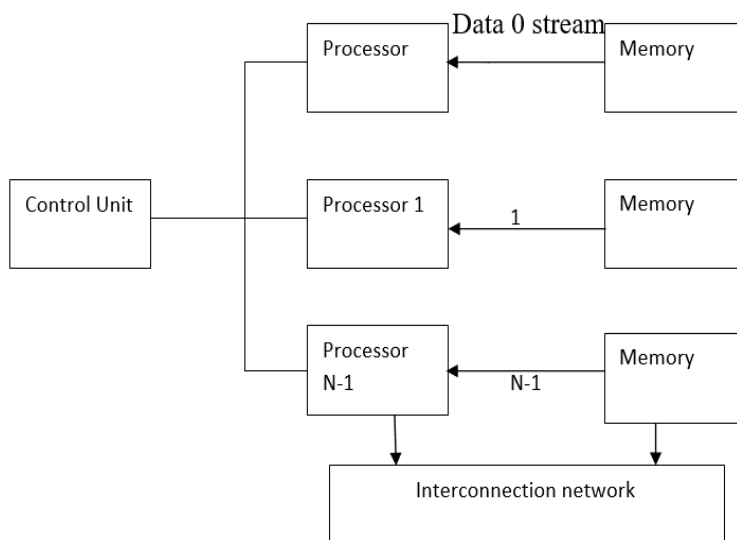 Data 0 stream
Processor
Memory
Control Unit
Processor 1
1
Memory
Processor
N-1
N-1
Memory
Interconnection network